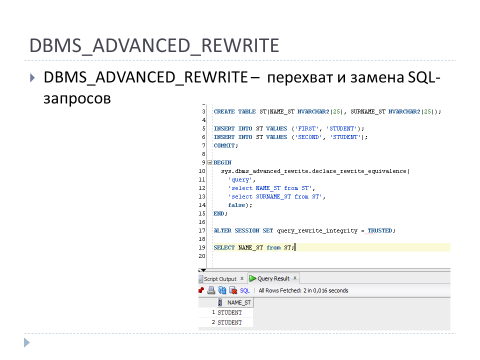 DBMS_ADVANCED_REWRITE
DBMS_ADVANCED_REWRITE – перехват и замена SQL-
запросов
3 CREATE TABLE ST(NAME_ST NVARCHAR2(25), SURNAME_ST NVARCHAR2(25));
4
5 INSERT INTO ST VALUES ('FIRST', 'STUDENT');
6 INSERT INTO ST VALUES ('SECOND', 'STUDENT');
7 COMMIT;
8
9 BEGIN
10 sys.dbms_advanced_rewrite.declare_rewrite_equivalence(
11 'query',
12 'select NAME_ST from ST',
13 'select SURNAME_ST from ST',
14 false);
15 END;
16
17 ALTER SESSION SET query_rewrite_integrity = TRUSTED;
18
19 SELECT NAME_ST from ST;
20
Script Output × Query Result ×
SQL | All Rows Fetched: 2 in 0,016 seconds
NAME_ST
1 STUDENT
2 STUDENT